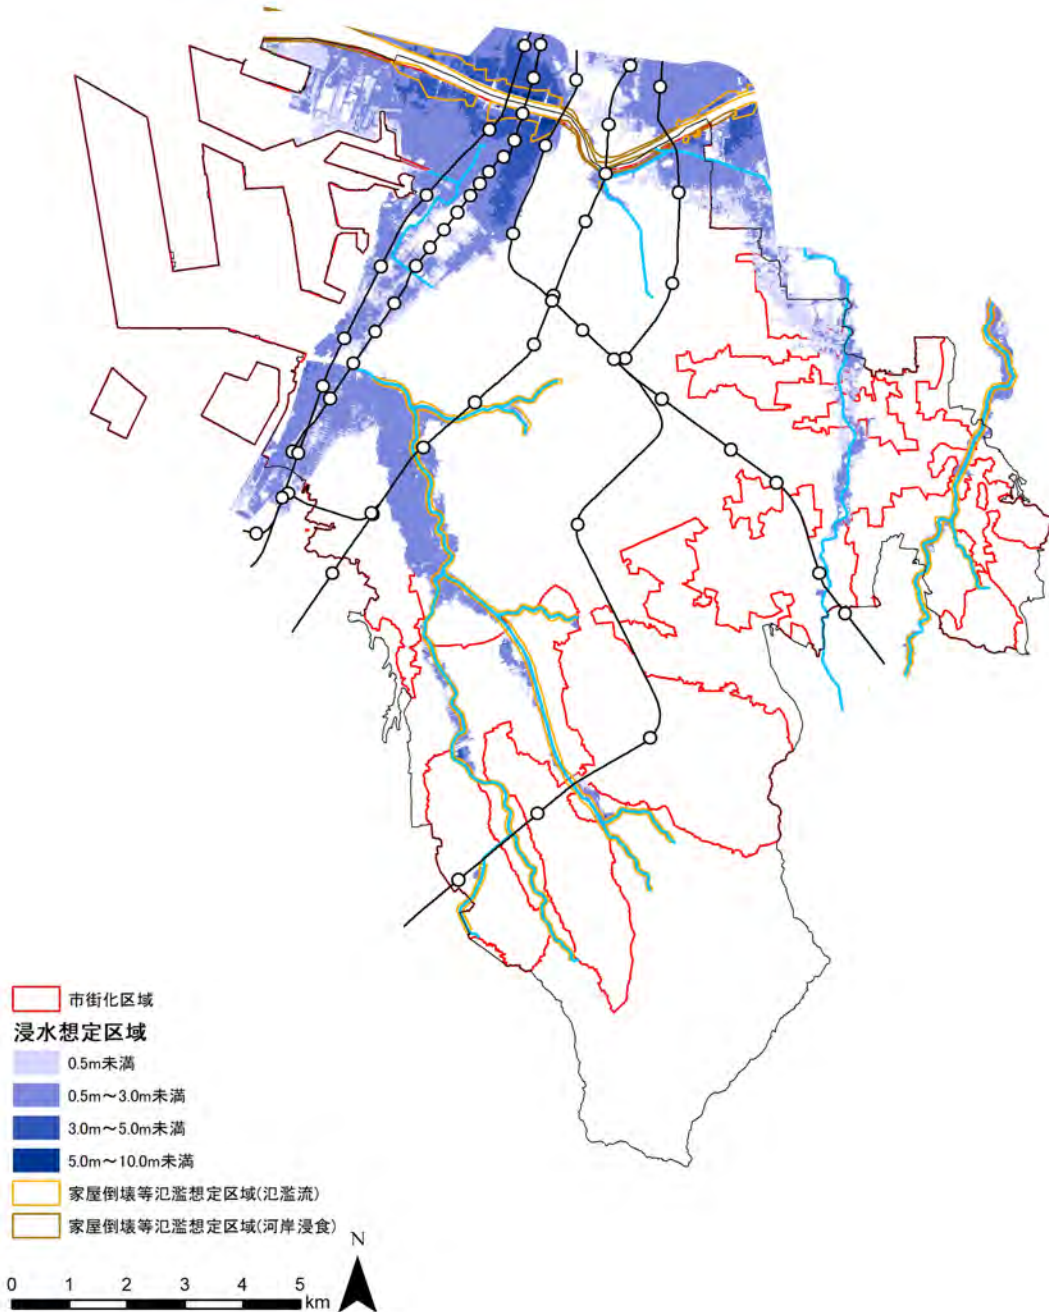 市街化区域
浸水想定区域
0.5m未満
0.5m～3.0m未満
3.0m～5.0m未満
5.0m～10.0m未満
家屋倒壊等氾濫想定区域(氾濫流)
家屋倒壊等氾濫想定区域(河岸浸食)
N
0 1 2 3 4 5
km